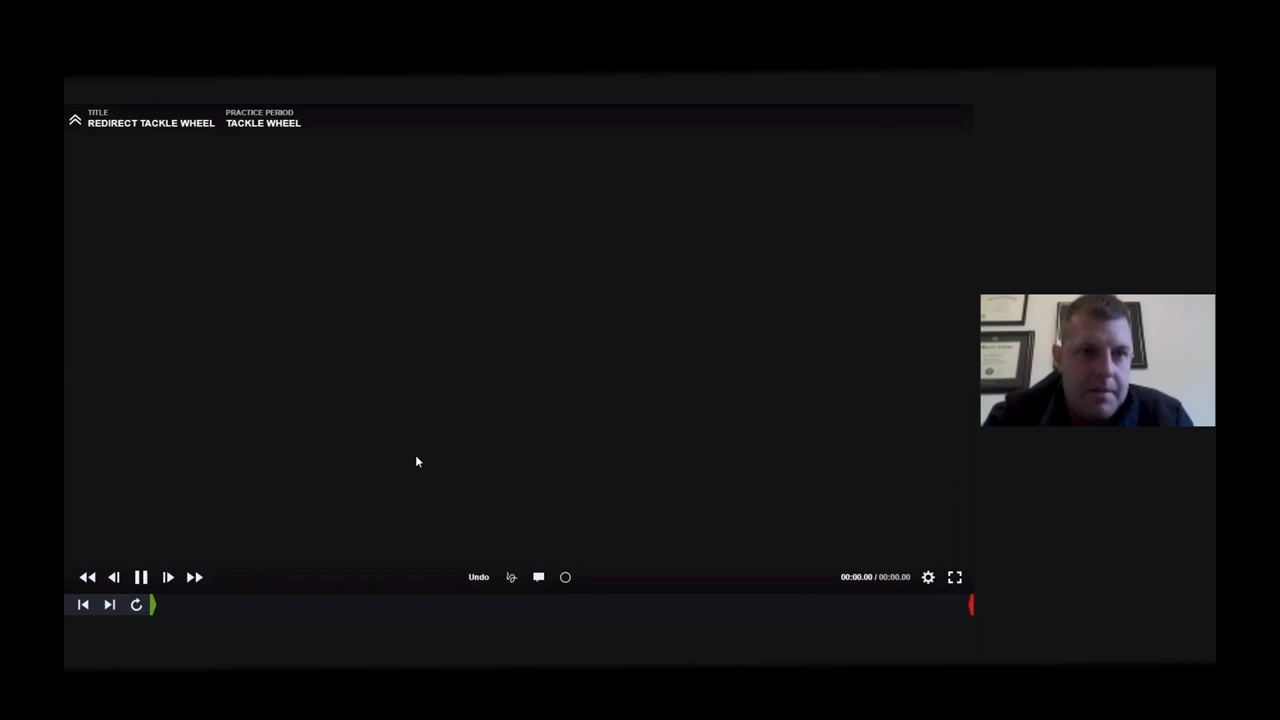 TITLE
REDIRECT TACKLE WHEEL
PRACTICE PERIOD
TACKLE WHEEL
Undo
00:00.00 / 00:00.00